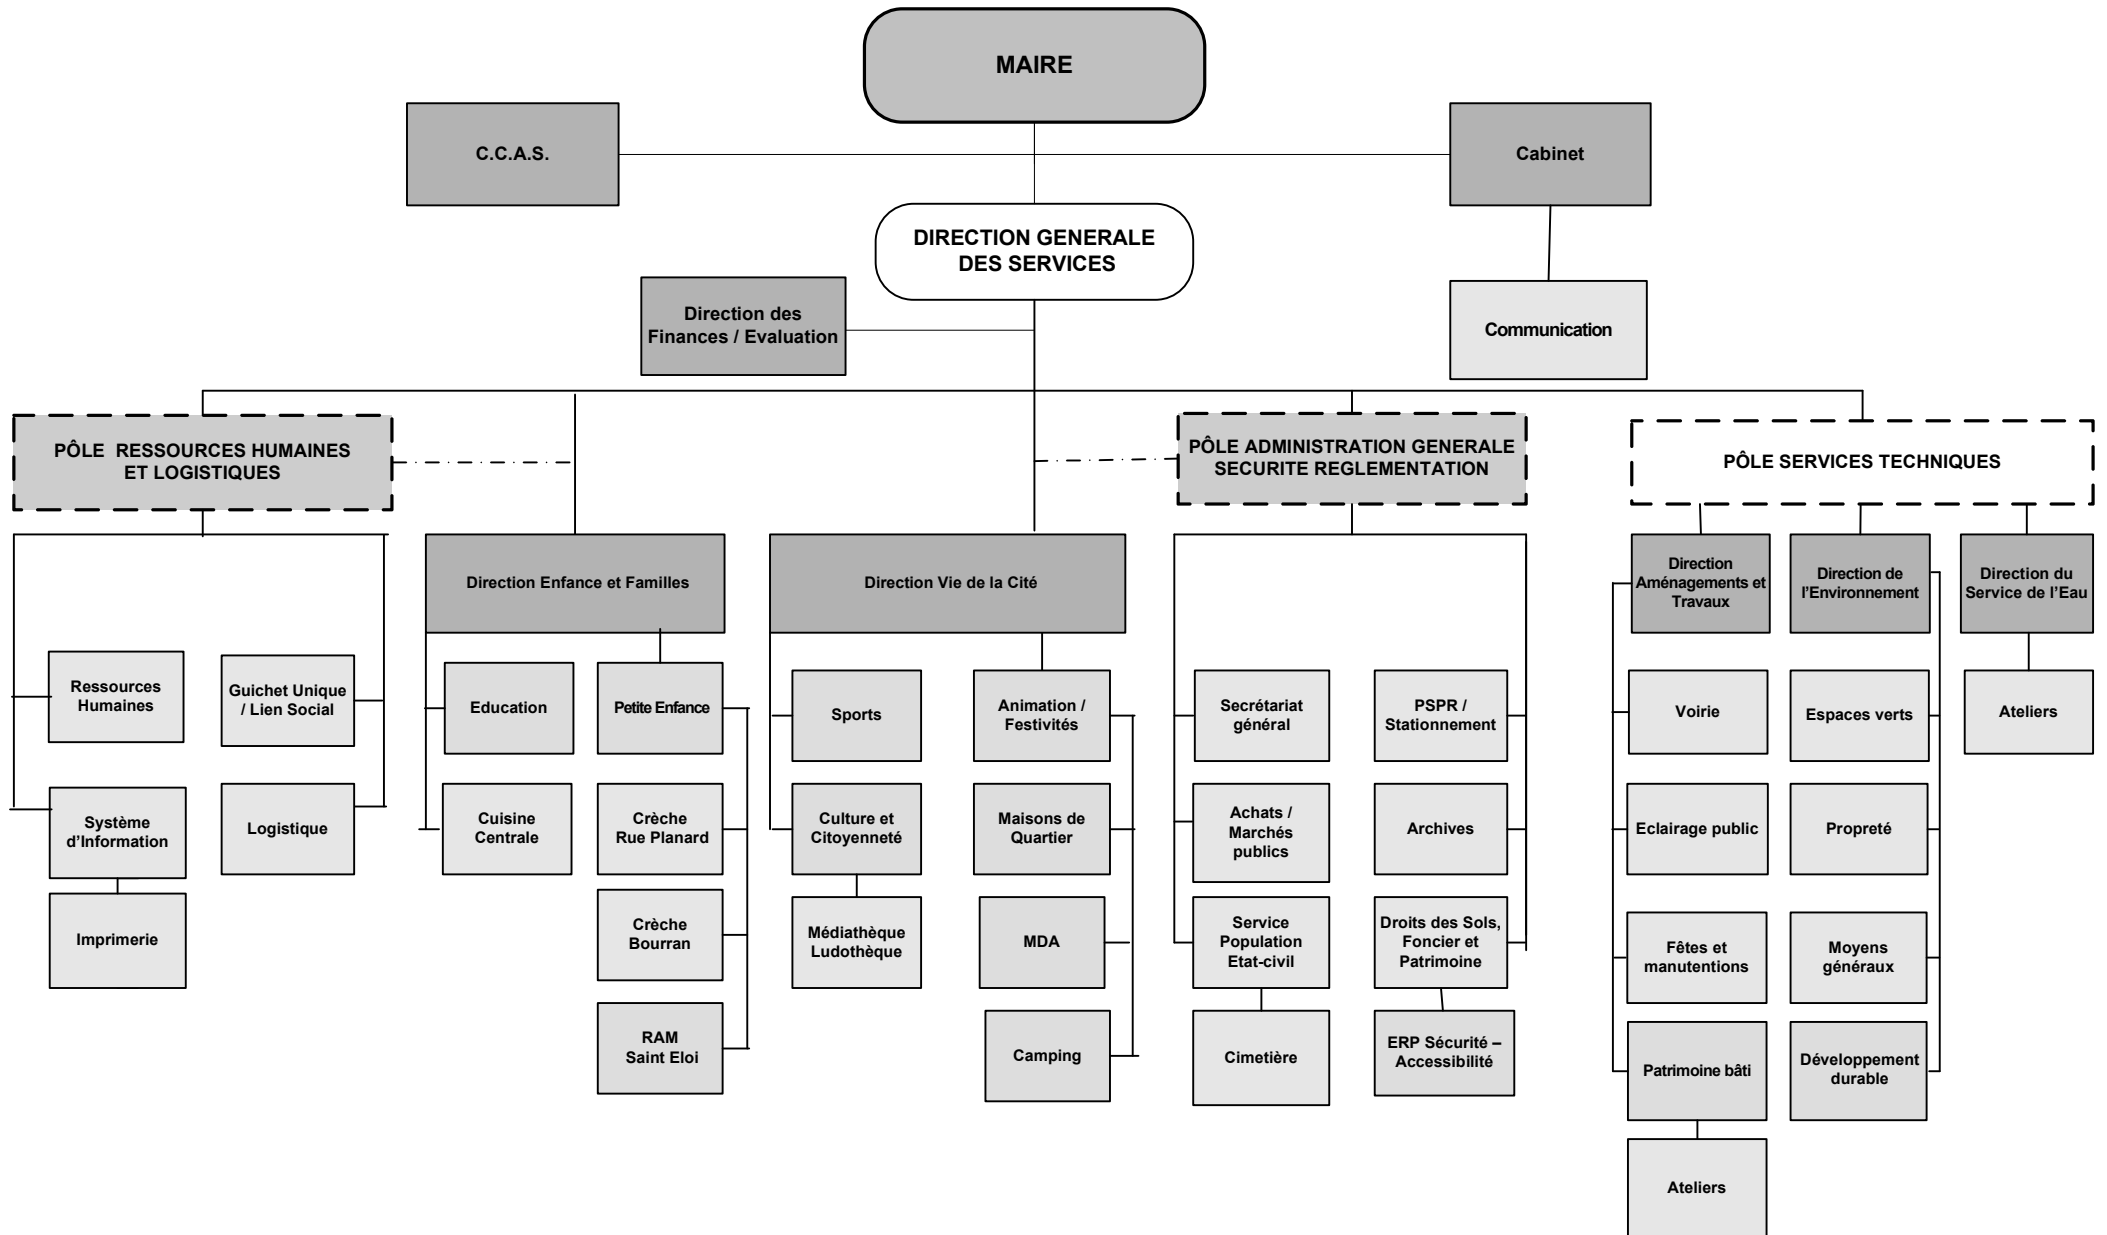 MAIRE
C.C.A.S.
Cabinet
DIRECTION GENERALE
DES SERVICES
Direction des
Finances / Evaluation
Communication
PÔLE RESSOURCES HUMAINES
ET LOGISTIQUES
PÔLE ADMINISTRATION GENERALE
SECURITE REGLEMENTATION
PÔLE SERVICES TECHNIQUES
Direction Enfance et Familles
Direction Vie de la Cité
Direction
Aménagements et
Travaux
Direction de
l'Environnement
Direction du
Service de l'Eau
Ressources
Humaines
Guichet Unique
/ Lien Social
Education
Petite Enfance
Sports
Animation /
Festivités
Secrétariat
général
PSPR /
Stationnement
Voirie
Espaces verts
Ateliers
Système
d'Information
Logistique
Cuisine
Centrale
Crèche
Rue Planard
Culture et
Citoyenneté
Maisons de
Quartier
Achats /
Marchés
publics
Archives
Eclairage public
Propreté
Imprimerie
Crèche
Bourran
Médiathèque
Ludothèque
MDA
Service
Population
Etat-civil
Droits des Sols,
Foncier et
Patrimoine
Fêtes et
manutentions
Moyens
généraux
RAM
Saint Eloi
Camping
Cimetière
ERP Sécurité –
Accessibilité
Patrimoine bâti
Développement
durable
Ateliers